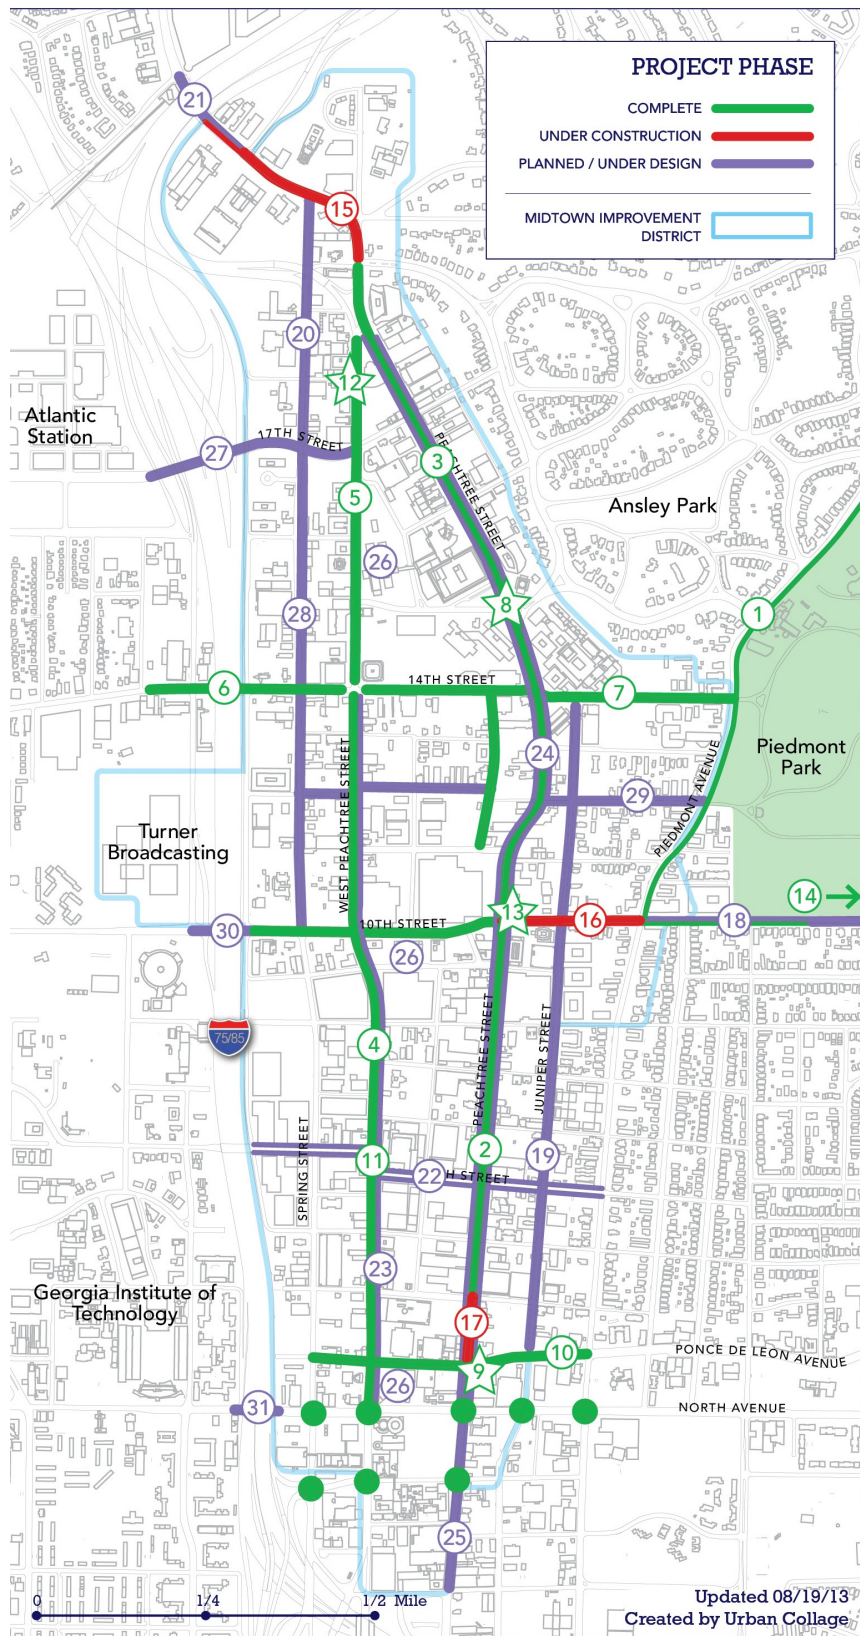 PROJECT PHASE
COMPLETE
UNDER CONSTRUCTION
PLANNED / UNDER DESIGN
MIDTOWN IMPROVEMENT
DISTRICT
21
15
20
12
Atlantic
Station
17TH STREET
27
3
PEACHTREE STREET
5
Ansley Park
26
8
1
28
6
14TH STREET
7
24
Piedmont
Park
29
PIEDMONT AVENUE
WEST PEACHTREE STREET
Turner
Broadcasting
14
13
16
18
30
10TH STREET
26
75/85
4
PEACHTREE STREET
JUNIPER STREET
2
19
11
SPRING STREET
22
H STREET
23
Georgia Institute of
Technology
17
10
PONCE DE LEON AVENUE
9
26
31
NORTH AVENUE
25
0
1/4
1/2 Mile
Updated 08/19/13
Created by Urban Collage